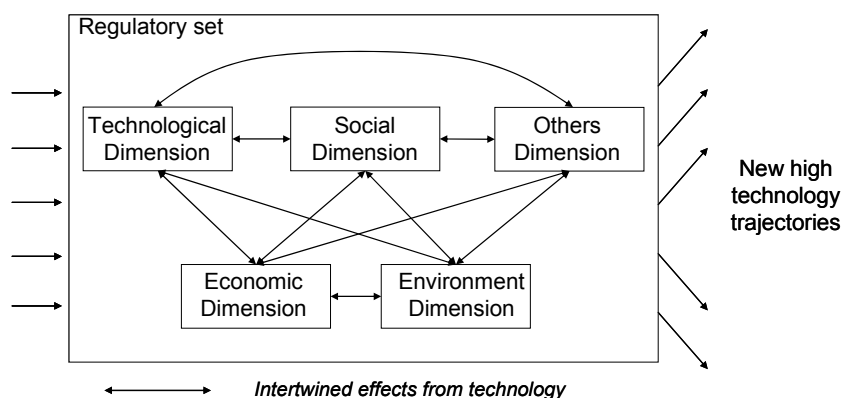 Regulatory set
Technological
Dimension
Social
Dimension
Others
Dimension
Economic
Dimension
Environment
Dimension
New high
technology
trajectories
Intertwined effects from technology